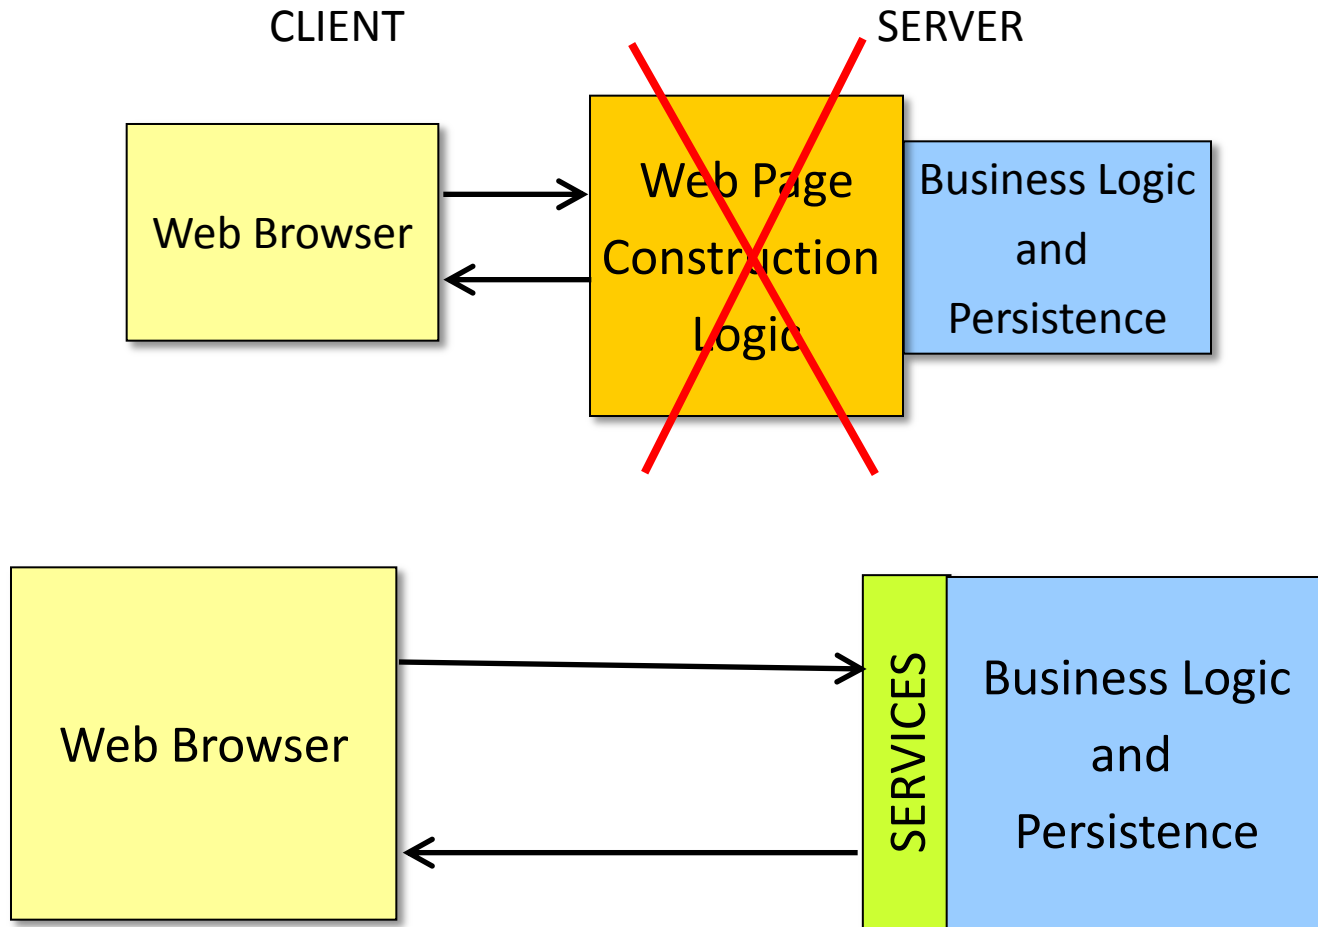 CLIENT
SERVER
Web Browser
Web Page
Construction
Logic
Business Logic
and
Persistence
Web Browser
SERVICES
Business Logic
and
Persistence